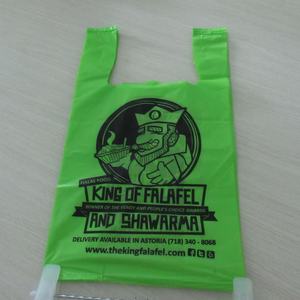 HALAL FOOD
KING OF FALAFEL
WINNER OF THE VENDY AND PEOPLE'S CHOICE AWARDS
AND SHAWARMA
DELIVERY AVAILABLE IN ASTORIA (718) 340 - 8068
www.thekingfalafel.com